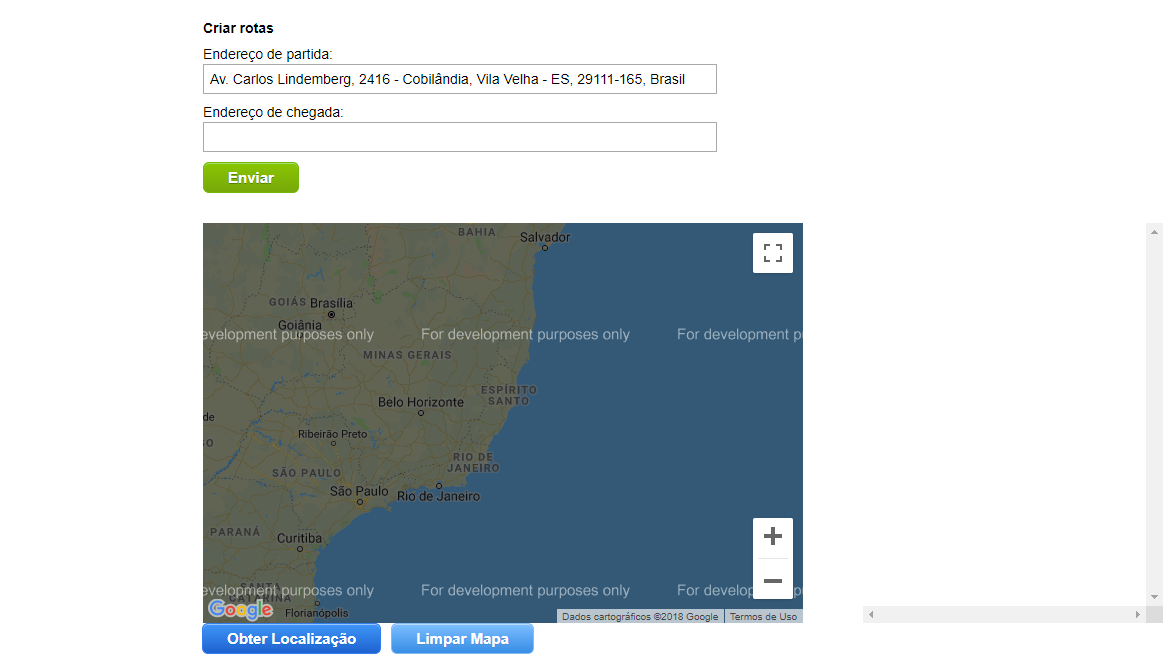 Criar rotas
Endereço de partida:
Av. Carlos Lindemberg, 2416 - Cobilândia, Vila Velha - ES, 29111-165, Brasil
Endereço de chegada:
Enviar
BAHIA
Salvador
GOIÁS Brasília
Goiânia
evelopment purposes only For development purposes only For development pu
MINAS GERAIS
ESPÍRITO
SANTO
Belo Horizonte
de
Ribeirão Preto
SO
RIO DE
JANEIRO
SÃO PAULO
São Paulo
Rio de Janeiro
PARANÁ
Curitiba
evelopment purposes only For development purposes only For develop
SANTA
CATARINA
Google
Florianópolis
Dados cartográficos ©2018 Google Termos de Uso
Obter Localização Limpar Mapa